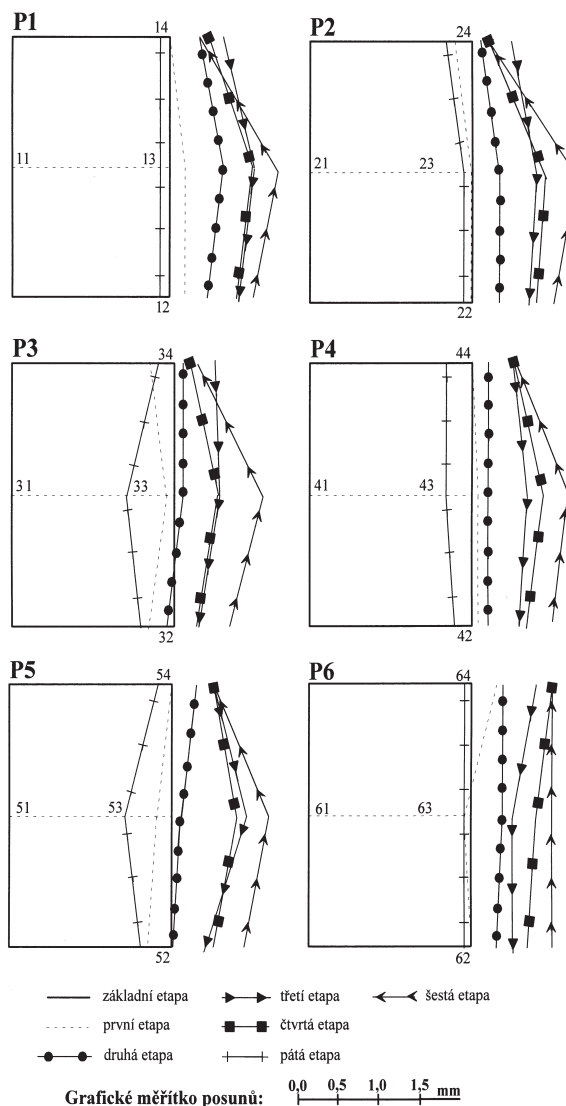 P1
14
11
13
12
P2
24
21
23
22
P3
34
31
33
32
P4
44
41
43
42
P5
54
51
53
52
P6
64
61
63
62
základní etapa
třetí etapa
šestá etapa
první etapa
čtvrtá etapa
druhá etapa
pátá etapa
Grafické měřítko posunů: 0,0 0,5 1,0 1,5 mm